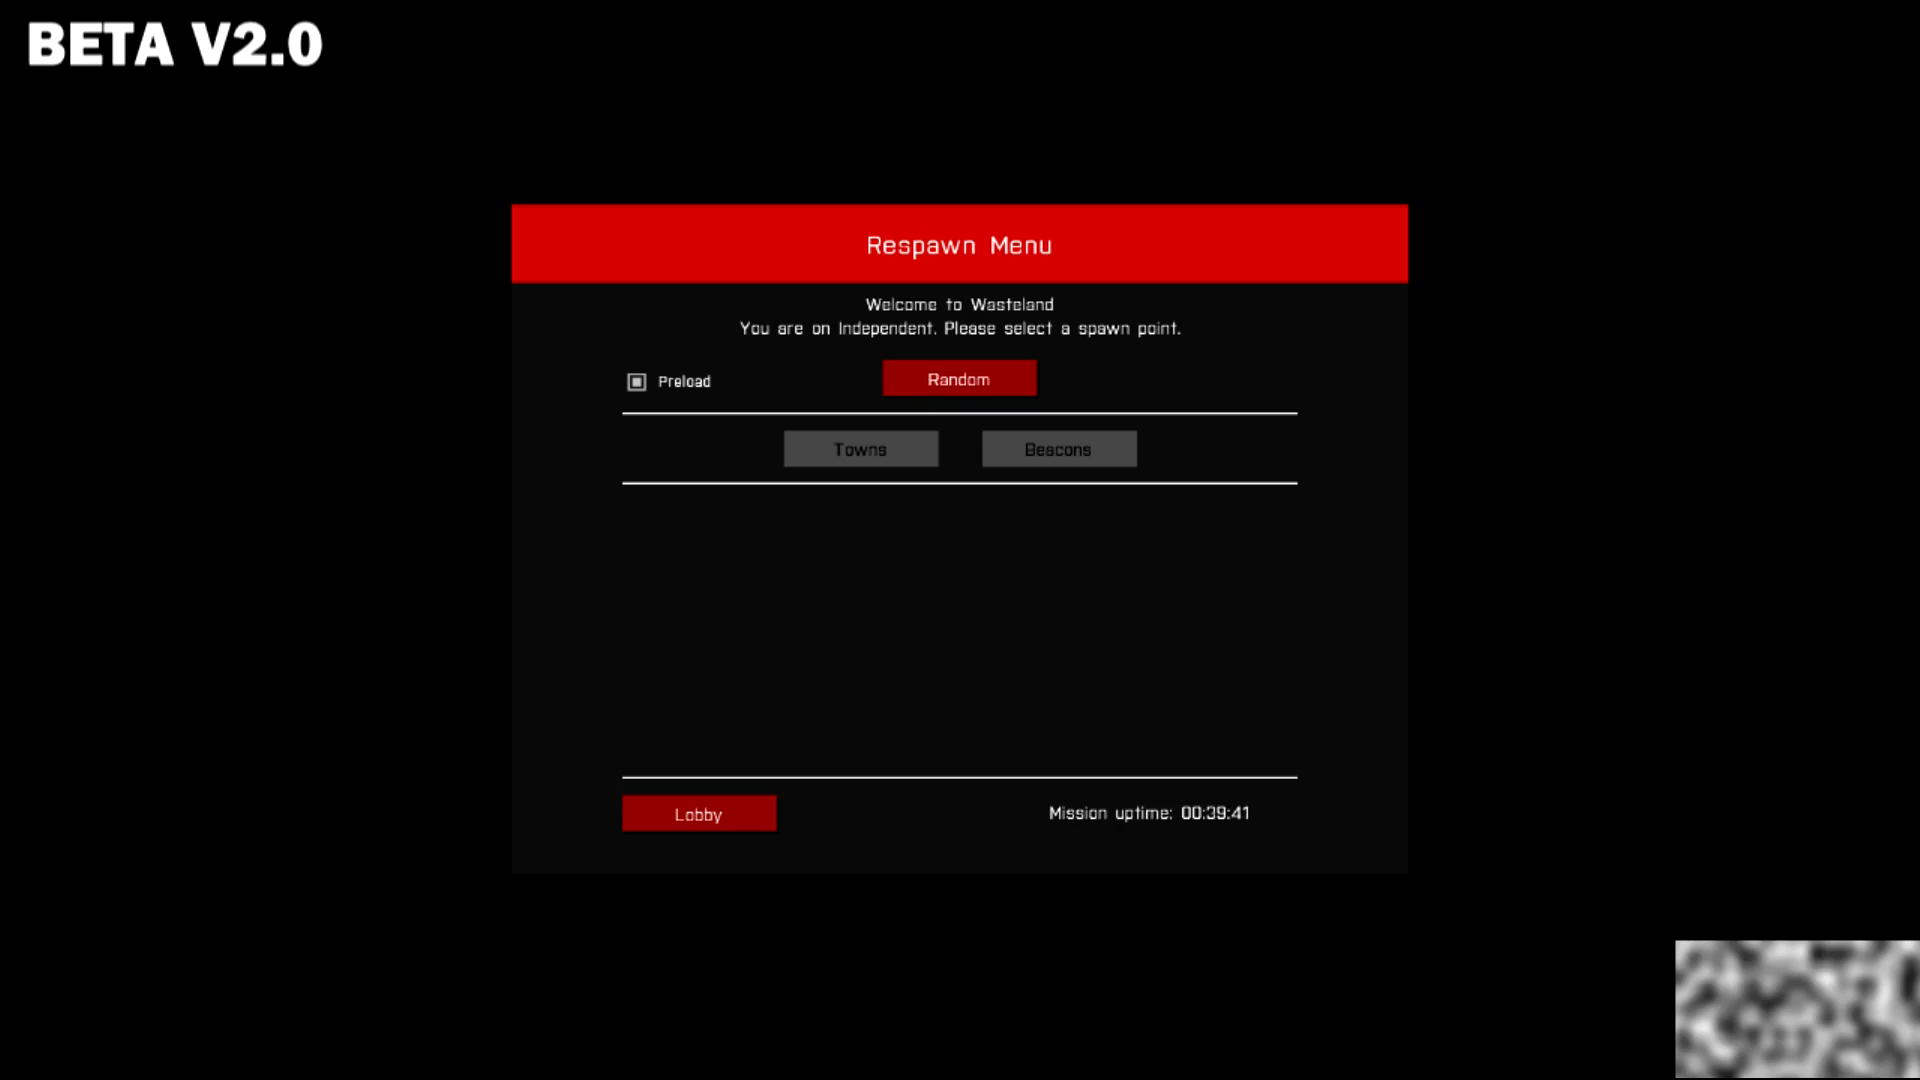 BETA V2.0
Respawn Menu
Welcome to Wasteland
You are on Independent. Please select a spawn point.
Preload
Random
Towns
Beacons
Lobby
Mission uptime: 00:39:41